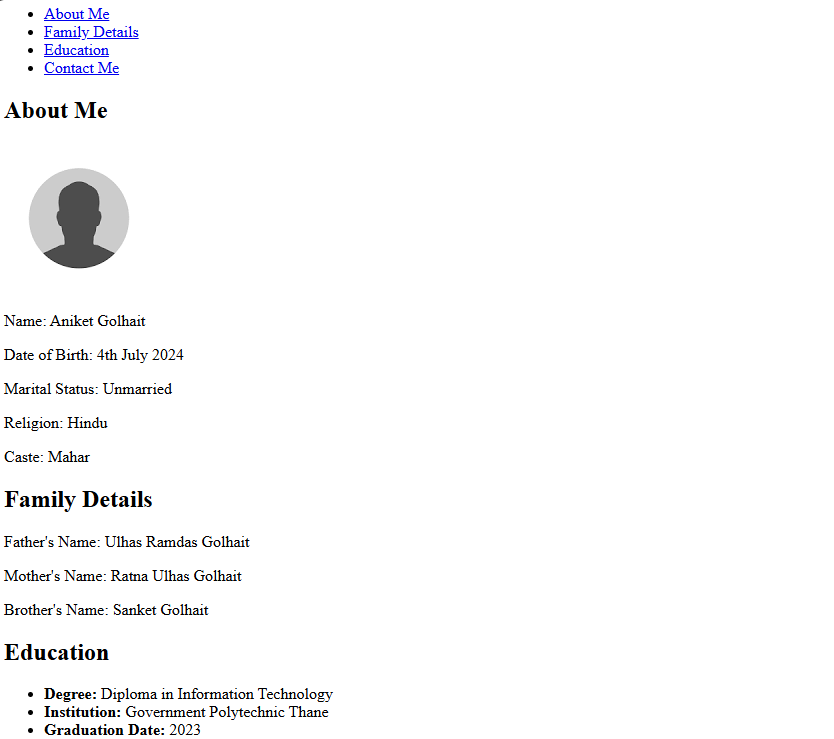 About Me
Family Details
Education
Contact Me
About Me
Name: Aniket Golhait
Date of Birth: 4th July 2024
Marital Status: Unmarried
Religion: Hindu
Caste: Mahar
Family Details
Father's Name: Ulhas Ramdas Golhait
Mother's Name: Ratna Ulhas Golhait
Brother's Name: Sanket Golhait
Education
Degree: Diploma in Information Technology
Institution: Government Polytechnic Thane
Graduation Date: 2023